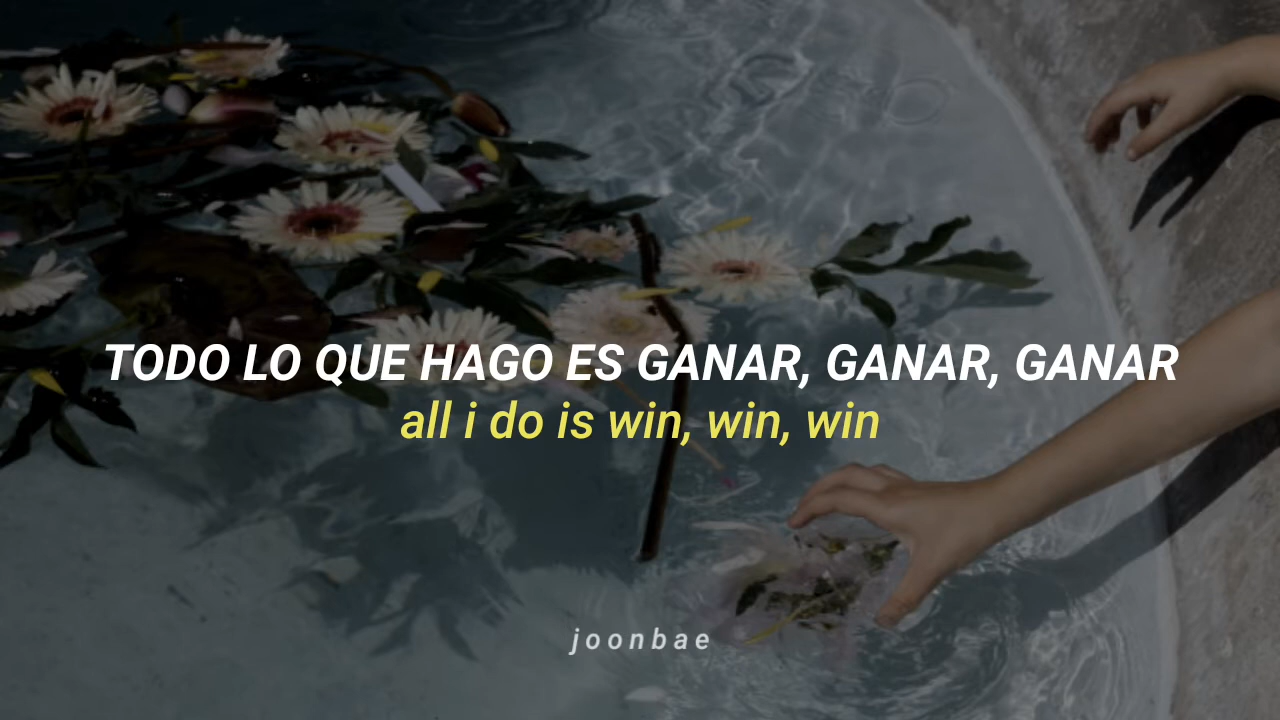 TODO LO QUE HAGO ES GANAR, GANAR, GANAR
all i do is win, win, win
joonbae